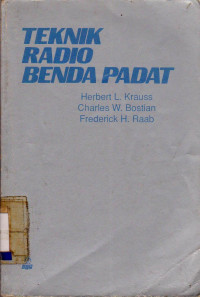 TEKNIK
RADIO
BENDA PADAT
Herbert L. Krauss
Charles W. Bostian
Frederick H. Raab